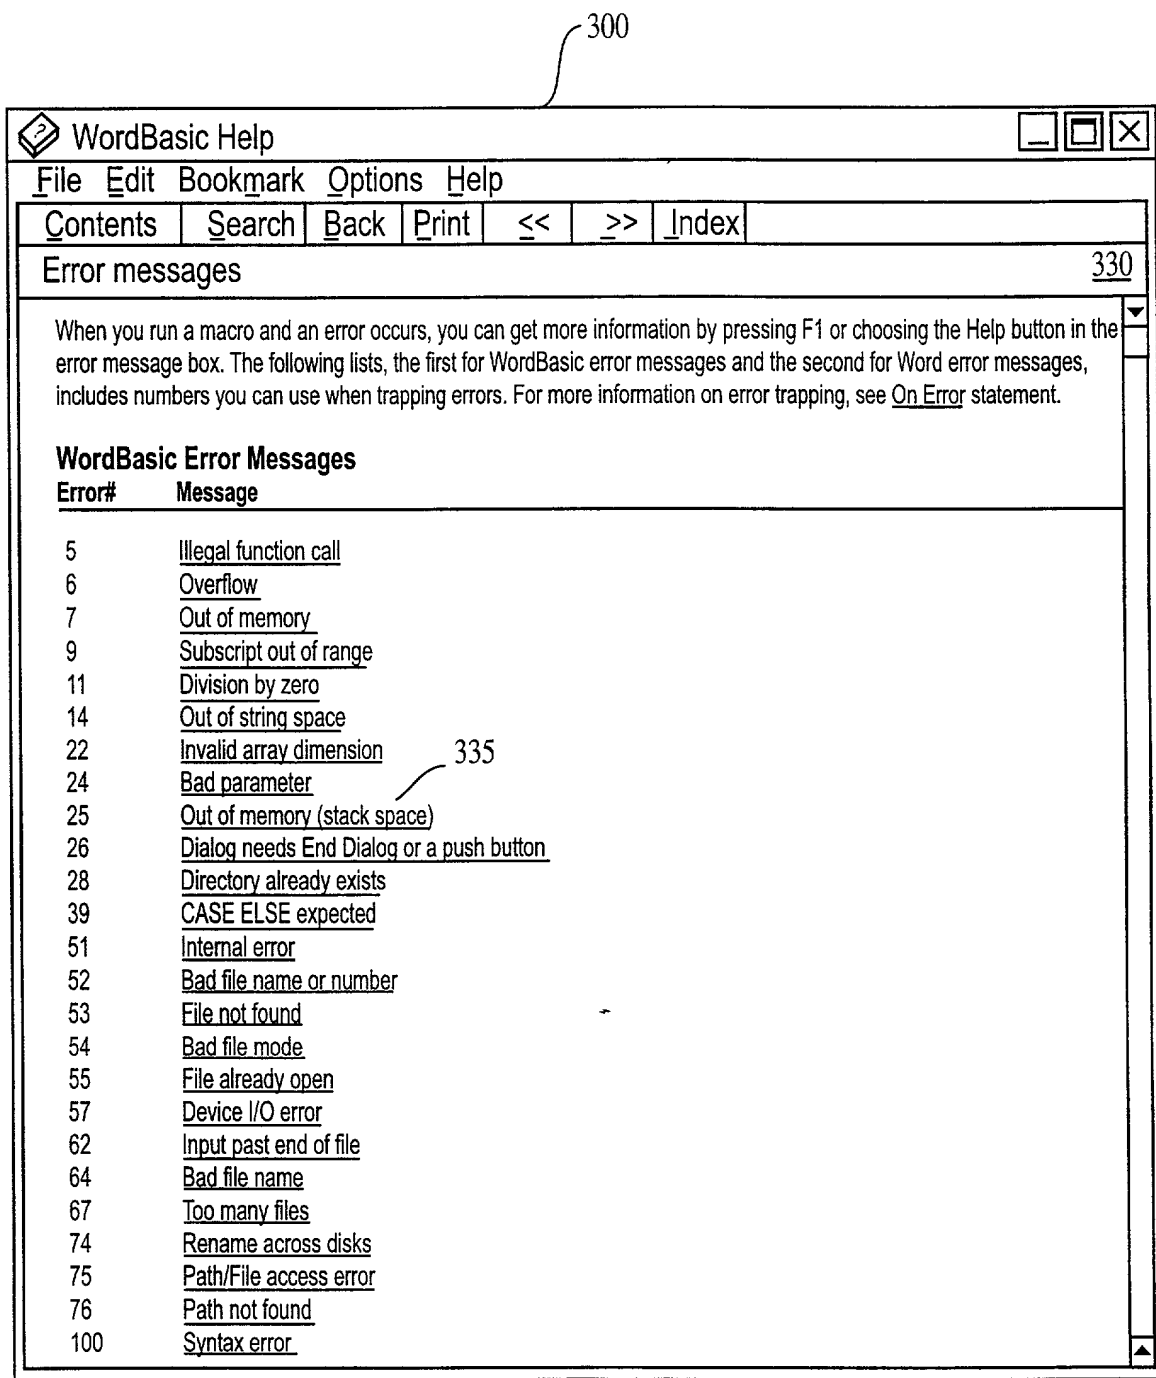 300
WordBasic Help
File Edit Bookmark Options Help
Contents Search Back Print << >> Index
Error messages 330
When you run a macro and an error occurs, you can get more information by pressing F1 or choosing the Help button in the
error message box. The following lists, the first for WordBasic error messages and the second for Word error messages,
includes numbers you can use when trapping errors. For more information on error trapping, see On Error statement.
WordBasic Error Messages
Error# Message
5 Illegal function call
6 Overflow
7 Out of memory
9 Subscript out of range
11 Division by zero
14 Out of string space
22 Invalid array dimension 335
24 Bad parameter
25 Out of memory (stack space)
26 Dialog needs End Dialog or a push button
28 Directory already exists
39 CASE ELSE expected
51 Internal error
52 Bad file name or number
53 File not found
54 Bad file mode
55 File already open
57 Device I/O error
62 Input past end of file
64 Bad file name
67 Too many files
74 Rename across disks
75 Path/File access error
76 Path not found
100 Syntax error